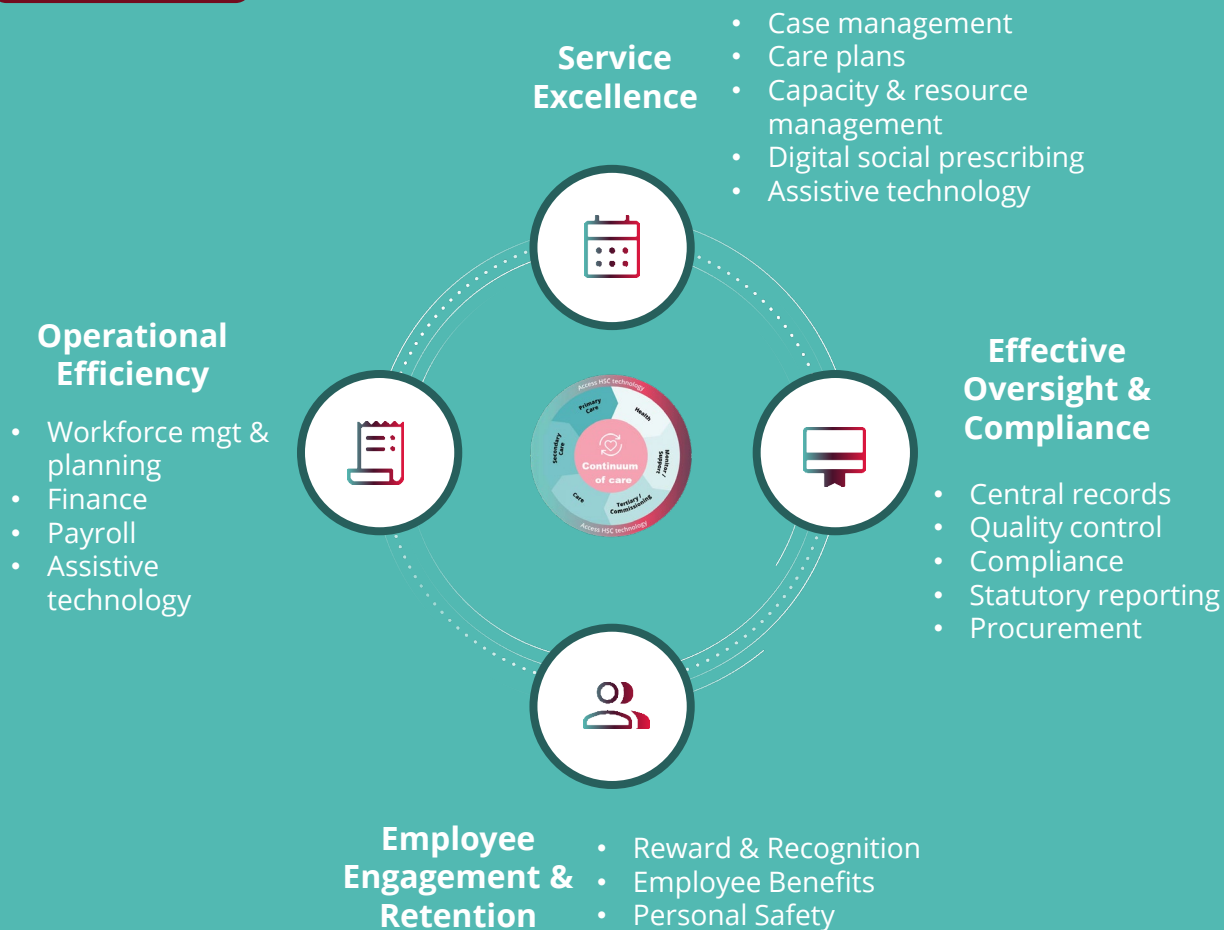 Service
Excellence
• Case management
• Care plans
• Capacity & resource
management
• Digital social prescribing
• Assistive technology
Operational
Efficiency
• Workforce mgt &
planning
• Finance
• Payroll
• Assistive
technology
Access HSC technology
Primary
Care
Health
Monitor /
Support
Tertiary /
Commissioning
Care
Secondary
Care
Continuum
of care
Access HSC technology
Effective
Oversight &
Compliance
• Central records
• Quality control
• Compliance
• Statutory reporting
• Procurement
Employee
Engagement &
Retention
• Reward & Recognition
• Employee Benefits
• Personal Safety